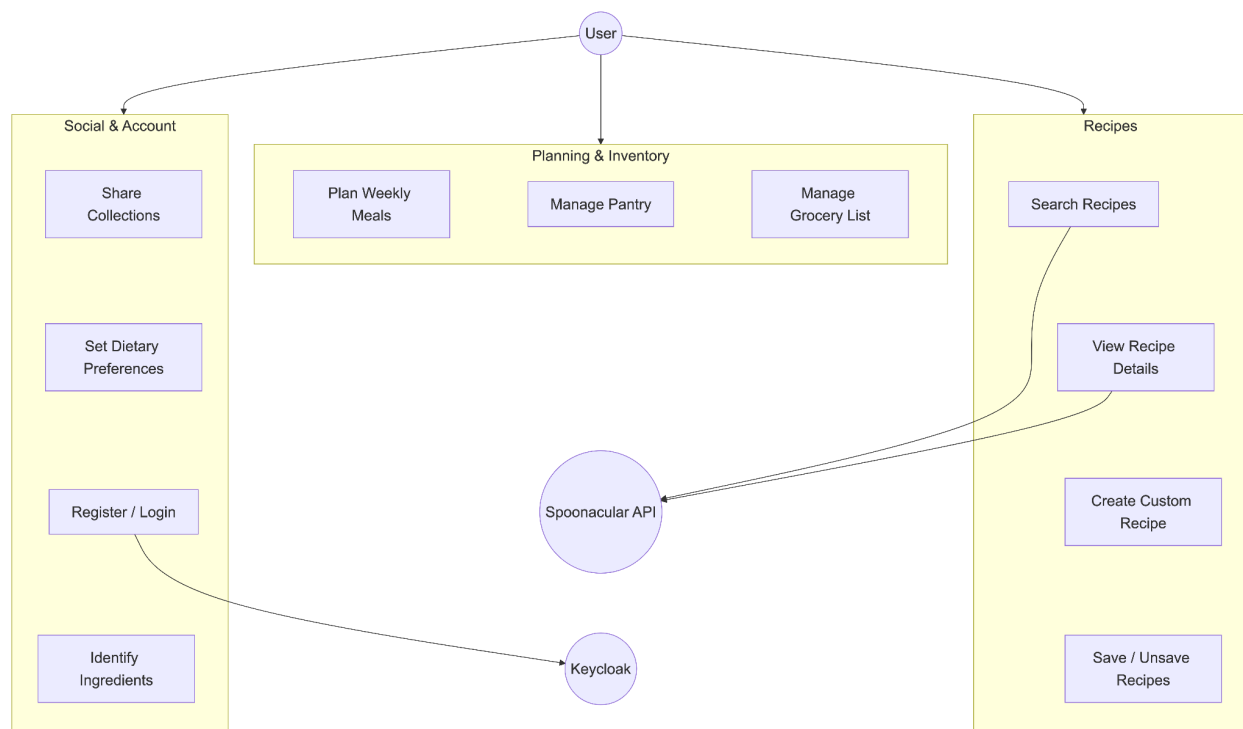 User
Social & Account
Share
Collections
Set Dietary
Preferences
Register / Login
Identify
Ingredients
Planning & Inventory
Plan Weekly
Meals
Manage Pantry
Manage
Grocery List
Spoonacular API
Keycloak
Recipes
Search Recipes
View Recipe
Details
Create Custom
Recipe
Save / Unsave
Recipes